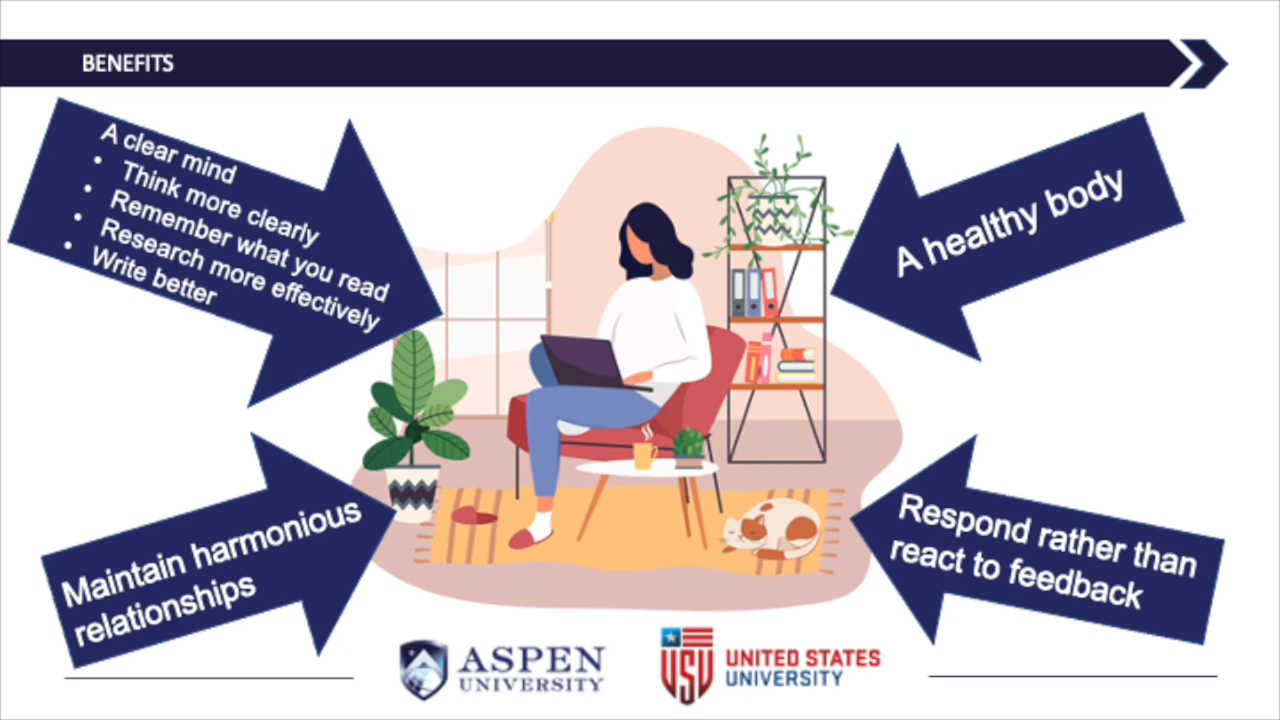 BENEFITS
A clear mind
• Think more clearly
• Remember what you read
• Research more effectively
• Write better
A healthy body
Maintain harmonious
relationships
Respond rather than
react to feedback
ASPEN
UNIVERSITY
USU
UNITED STATES
UNIVERSITY